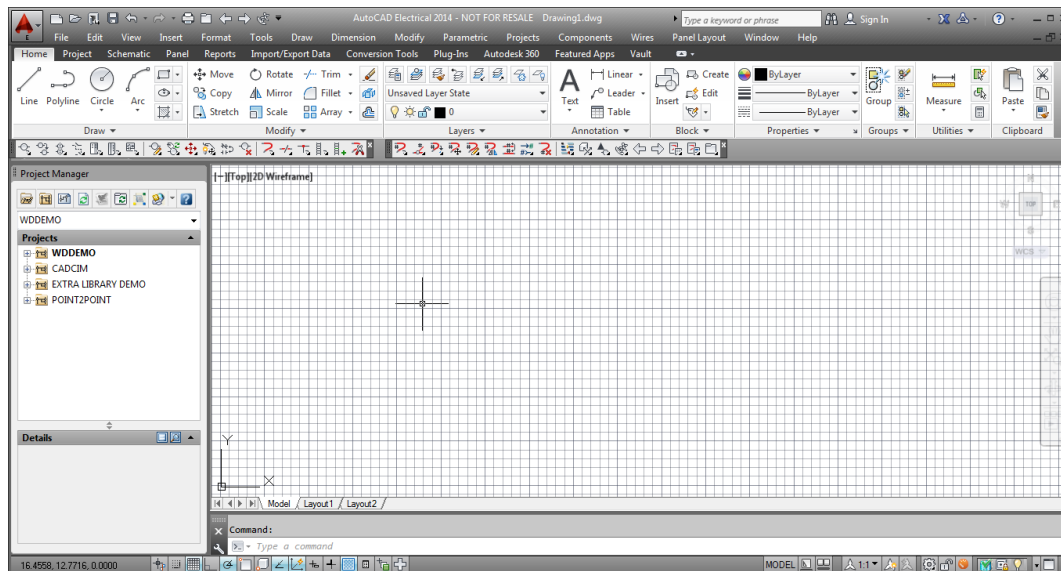 AutoCAD Electrical 2014 - NOT FOR RESALE Drawing1.dwg Type a keyword or phrase Sign In
E File Edit View Insert Format Tools Draw Dimension Modify Parametric Projects Components Wires Panel Layout Window Help
Home Project Schematic Panel Reports Import/Export Data Conversion Tools Plug-Ins Autodesk 360 Featured Apps Vault
Move Rotate Trim Linear Create ByLayer
Line Polyline Circle Arc Copy Mirror Fillet Unsaved Layer State Text Leader Insert Edit ByLayer Group Measure Paste
Stretch Scale Array 0 Table ByLayer
Draw Modify Layers Annotation Block Properties Groups Utilities Clipboard
Project Manager
[-][Top][2D Wireframe]
WDDEMO
TOP
Projects
WDDEMO
WCS
CADCIM
EXTRA LIBRARY DEMO
POINT2POINT
Details
Y
X
Model Layout1 Layout2
Command:
Type a command
16.4558, 12.7716, 0.0000 MODEL 1:1